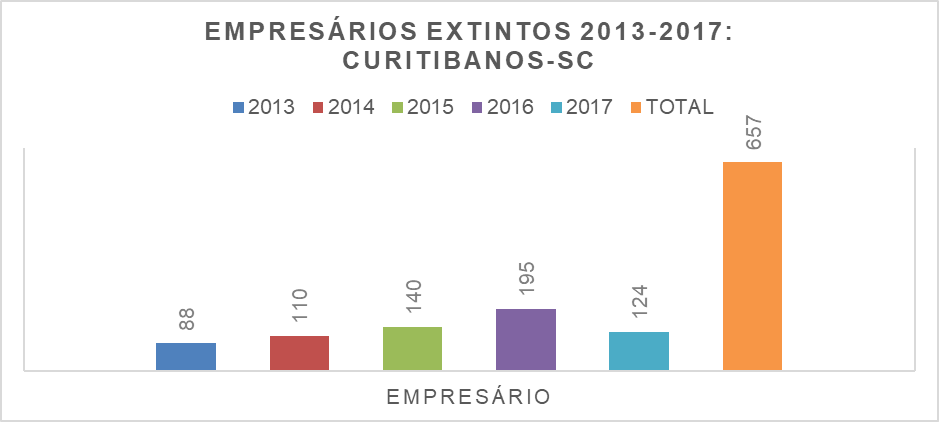 EMPRESÁRIOS EXTINTOS 2013-2017:
CURITIBANOS-SC
2013 2014 2015 2016 2017 TOTAL
88
110
140
195
124
657
EMPRESÁRIO